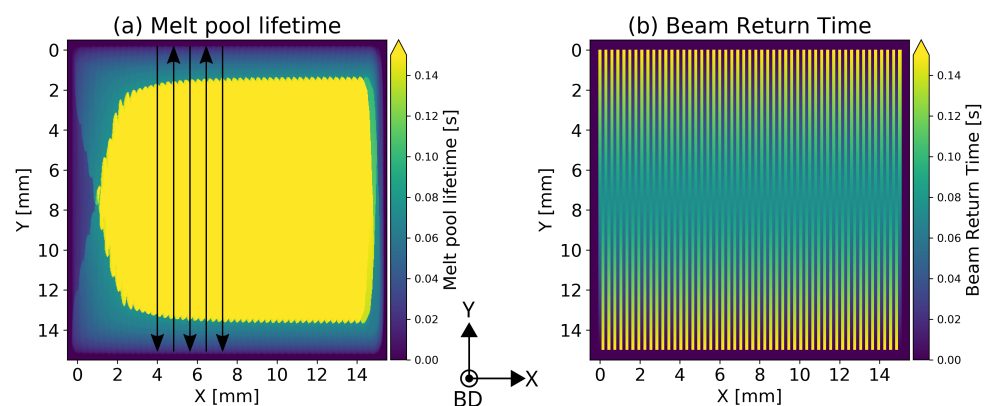 (a) Melt pool lifetime
0
2
4
6
8
10
12
14
Y [mm]
0 2 4 6 8 10 12 14
X [mm]
0.14
0.12
0.10
0.08
0.06
0.04
0.02
0.00
Melt pool lifetime [s]
Y
X
BD
(b) Beam Return Time
0
2
4
6
8
10
12
14
Y [mm]
0 2 4 6 8 10 12 14
X [mm]
0.14
0.12
0.10
0.08
0.06
0.04
0.02
0.00
Beam Return Time [s]